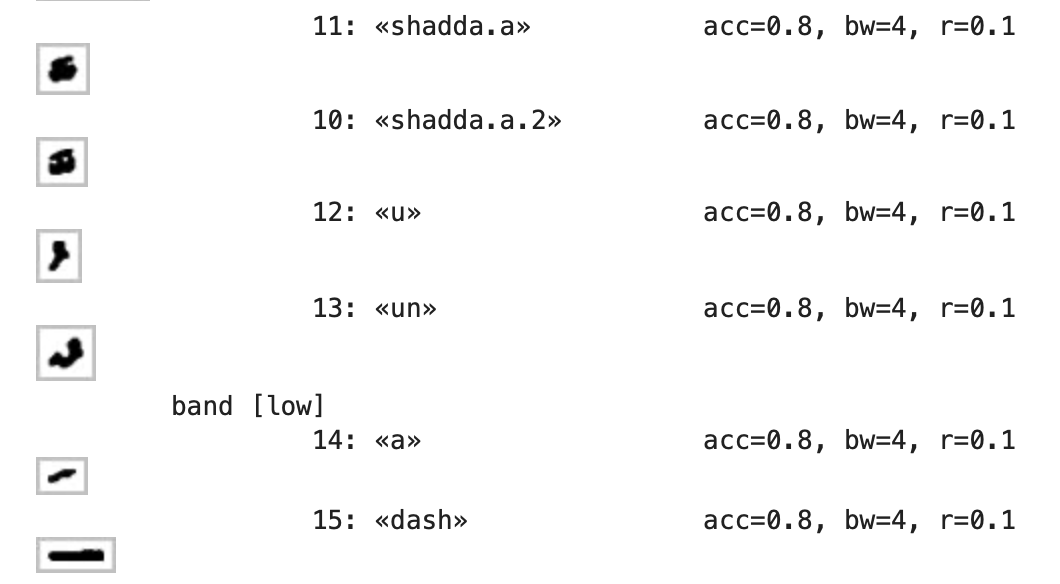 11: «shadda.a» acc=0.8, bw=4, r=0.1
10: «shadda.a.2» acc=0.8, bw=4, r=0.1
12: «u» acc=0.8, bw=4, r=0.1
13: «un» acc=0.8, bw=4, r=0.1
band [low]
14: «a» acc=0.8, bw=4, r=0.1
15: «dash» acc=0.8, bw=4, r=0.1